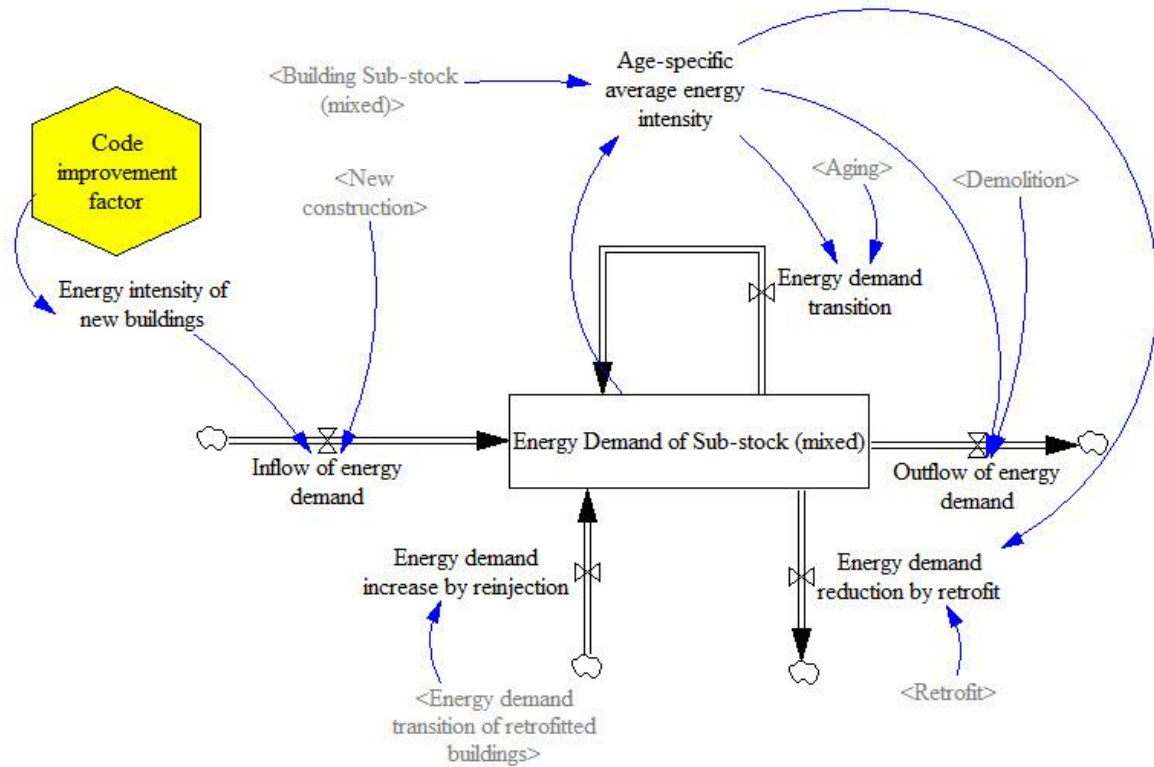 <Building Sub-stock
(mixed)>
Age-specific
average energy
intensity
Code
improvement
factor
<New
construction>
<Aging>
<Demolition>
Energy intensity of
new buildings
Energy demand
transition
Energy Demand of Sub-stock (mixed)
Inflow of energy
demand
Outflow of energy
demand
Energy demand
increase by reinjection
Energy demand
reduction by retrofit
<Energy demand
transition of retrofitted
buildings>
<Retrofit>